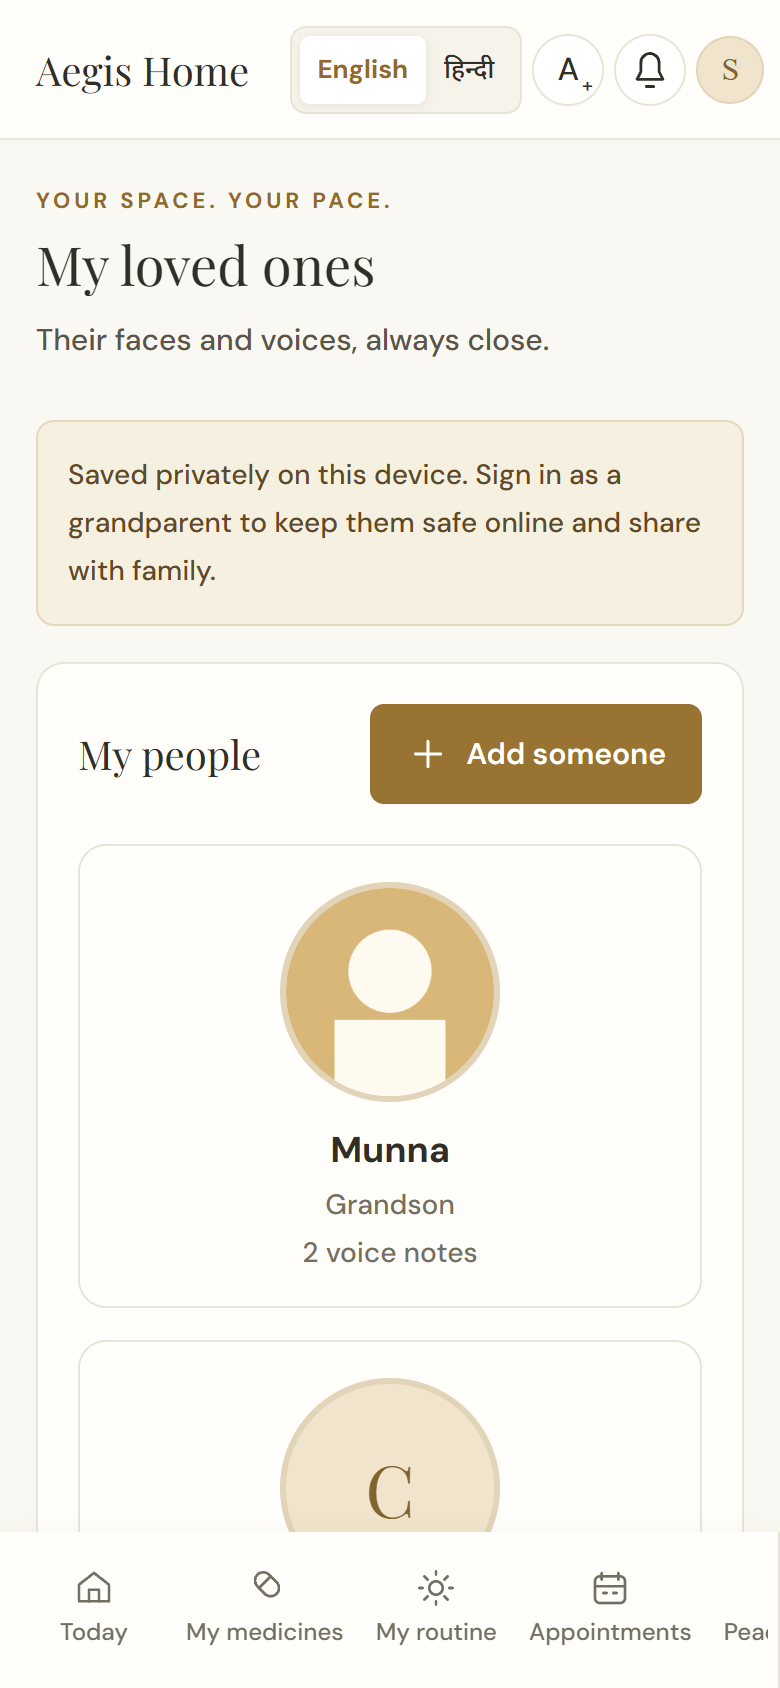 Aegis Home
English
हिन्दी
A+
S
YOUR SPACE. YOUR PACE.
My loved ones
Their faces and voices, always close.
Saved privately on this device. Sign in as a
grandparent to keep them safe online and share
with family.
My people
+ Add someone
Munna
Grandson
2 voice notes
C
Today
My medicines
My routine
Appointments